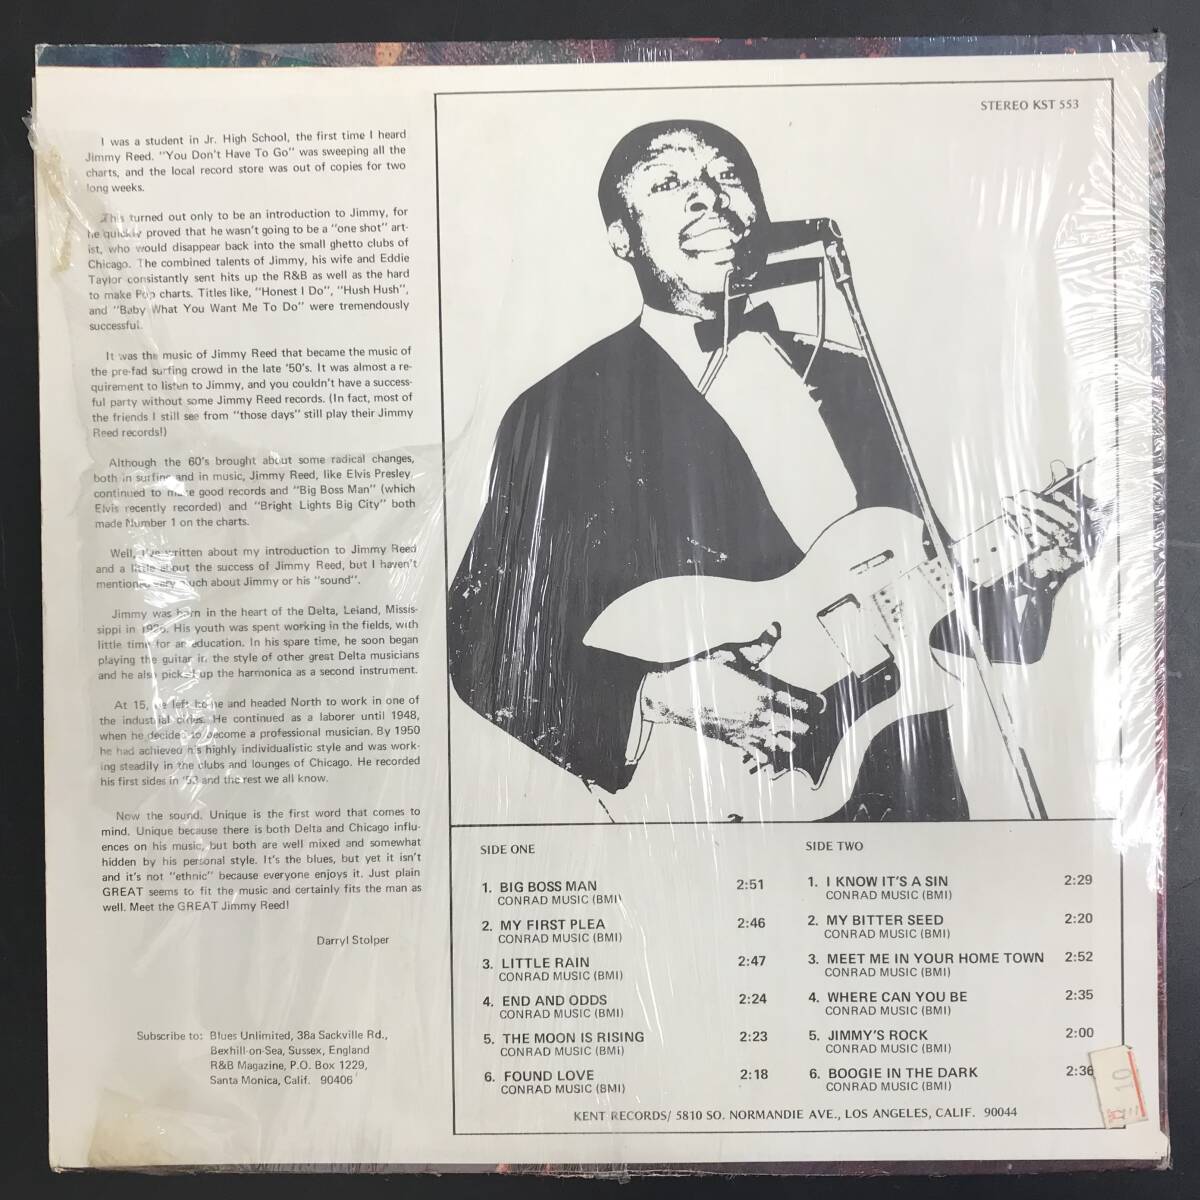 I was a student in Jr. High School, the first time I heard
Jimmy Reed. "You Don't Have To Go" was sweeping all the
charts, and the local record store was out of copies for two
long weeks.
This turned out only to be an introduction to Jimmy, for
he quickly proved that he wasn't going to be a "one shot" art-
ist, who would disappear back into the small ghetto clubs of
Chicago. The combined talents of Jimmy, his wife and Eddie
Taylor consistantly sent hits up the R&B as well as the hard
to make Pop charts. Titles like, "Honest I Do", "Hush Hush",
and "Baby What You Want Me To Do" were tremendously
successful.
It was the music of Jimmy Reed that became the music of
the pre-fad surfing crowd in the late '50's. It was almost a re-
quirement to listen to Jimmy, and you couldn't have a success-
ful party without some Jimmy Reed records. (In fact, most of
the friends I still see from "those days" still play their Jimmy
Reed records!)
Although the 60's brought about some radical changes,
both in surfing and in music, Jimmy Reed, like Elvis Presley
continued to make good records and "Big Boss Man" (which
Elvis recently recorded) and "Bright Lights Big City" both
made Number 1 on the charts.
Well, I've written about my introduction to Jimmy Reed
and a little about the success of Jimmy Reed, but I haven't
mentioned very much about Jimmy or his "sound".
Jimmy was born in the heart of the Delta, Leland, Missis-
sippi in 1926. His youth was spent working in the fields, with
little time for an education. In his spare time, he soon began
playing the guitar in the style of other great Delta musicians
and he also picked up the harmonica as a second instrument.
At 15, he left home and headed North to work in one of
the industrial cities. He continued as a laborer until 1948,
when he decided to become a professional musician. By 1950
he had achieved his highly individualistic style and was work-
ing steadily in the clubs and lounges of Chicago. He recorded
his first sides in '53 and the rest we all know.
Now the sound. Unique is the first word that comes to
mind. Unique because there is both Delta and Chicago influ-
ences on his music, but both are well mixed and somewhat
hidden by his personal style. It's the blues, but yet it isn't
and it's not "ethnic" because everyone enjoys it. Just plain
GREAT seems to fit the music and certainly fits the man as
well. Meet the GREAT Jimmy Reed!
Darryl Stolper
Subscribe to: Blues Unlimited, 38a Sackville Rd.,
Bexhill-on-Sea, Sussex, England
R&B Magazine, P.O. Box 1229,
Santa Monica, Calif. 90406
STEREO KST 553
SIDE ONE
1. BIG BOSS MAN 2:51
CONRAD MUSIC (BMI)
2. MY FIRST PLEA 2:46
CONRAD MUSIC (BMI)
3. LITTLE RAIN 2:47
CONRAD MUSIC (BMI)
4. END AND ODDS 2:24
CONRAD MUSIC (BMI)
5. THE MOON IS RISING 2:23
CONRAD MUSIC (BMI)
6. FOUND LOVE 2:18
CONRAD MUSIC (BMI)
SIDE TWO
1. I KNOW IT'S A SIN 2:29
CONRAD MUSIC (BMI)
2. MY BITTER SEED 2:20
CONRAD MUSIC (BMI)
3. MEET ME IN YOUR HOME TOWN 2:52
CONRAD MUSIC (BMI)
4. WHERE CAN YOU BE 2:35
CONRAD MUSIC (BMI)
5. JIMMY'S ROCK 2:00
CONRAD MUSIC (BMI)
6. BOOGIE IN THE DARK 2:36
CONRAD MUSIC (BMI)
KENT RECORDS/ 5810 SO. NORMANDIE AVE., LOS ANGELES, CALIF. 90044